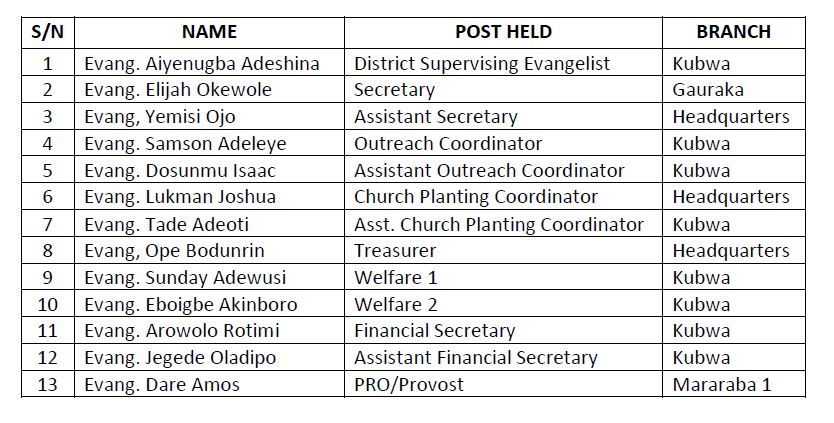 S/N NAME POST HELD BRANCH
1 Evang. Aiyenugba Adeshina District Supervising Evangelist Kubwa
2 Evang. Elijah Okewole Secretary Gauraka
3 Evang, Yemisi Ojo Assistant Secretary Headquarters
4 Evang. Samson Adeleye Outreach Coordinator Kubwa
5 Evang. Dosunmu Isaac Assistant Outreach Coordinator Kubwa
6 Evang. Lukman Joshua Church Planting Coordinator Headquarters
7 Evang. Tade Adeoti Asst. Church Planting Coordinator Kubwa
8 Evang, Ope Bodunrin Treasurer Headquarters
9 Evang. Sunday Adewusi Welfare 1 Kubwa
10 Evang. Eboigbe Akinboro Welfare 2 Kubwa
11 Evang. Arowolo Rotimi Financial Secretary Kubwa
12 Evang. Jegede Oladipo Assistant Financial Secretary Kubwa
13 Evang. Dare Amos PRO/Provost Mararaba 1